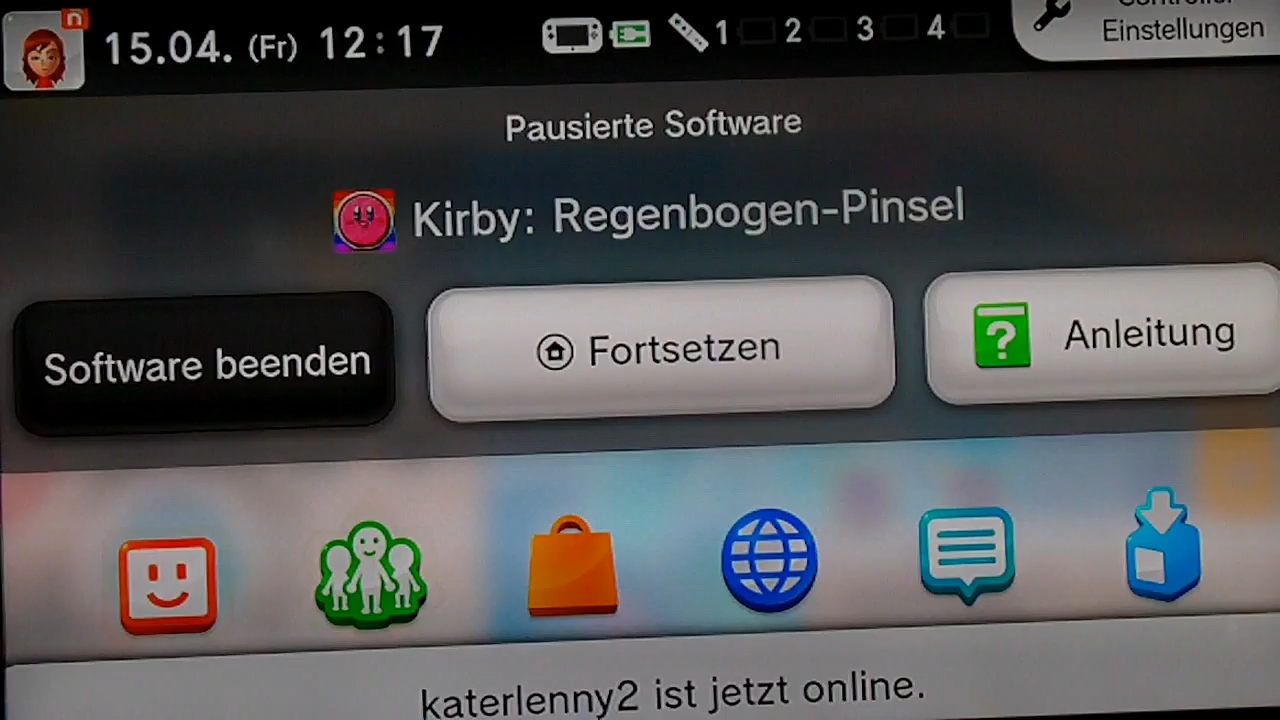 n
15.04. (Fr) 12:17
1 2 3 4
Controller-
Einstellungen
Pausierte Software
Kirby: Regenbogen-Pinsel
Software beenden
Fortsetzen
? Anleitung
katerlenny2 ist jetzt online.